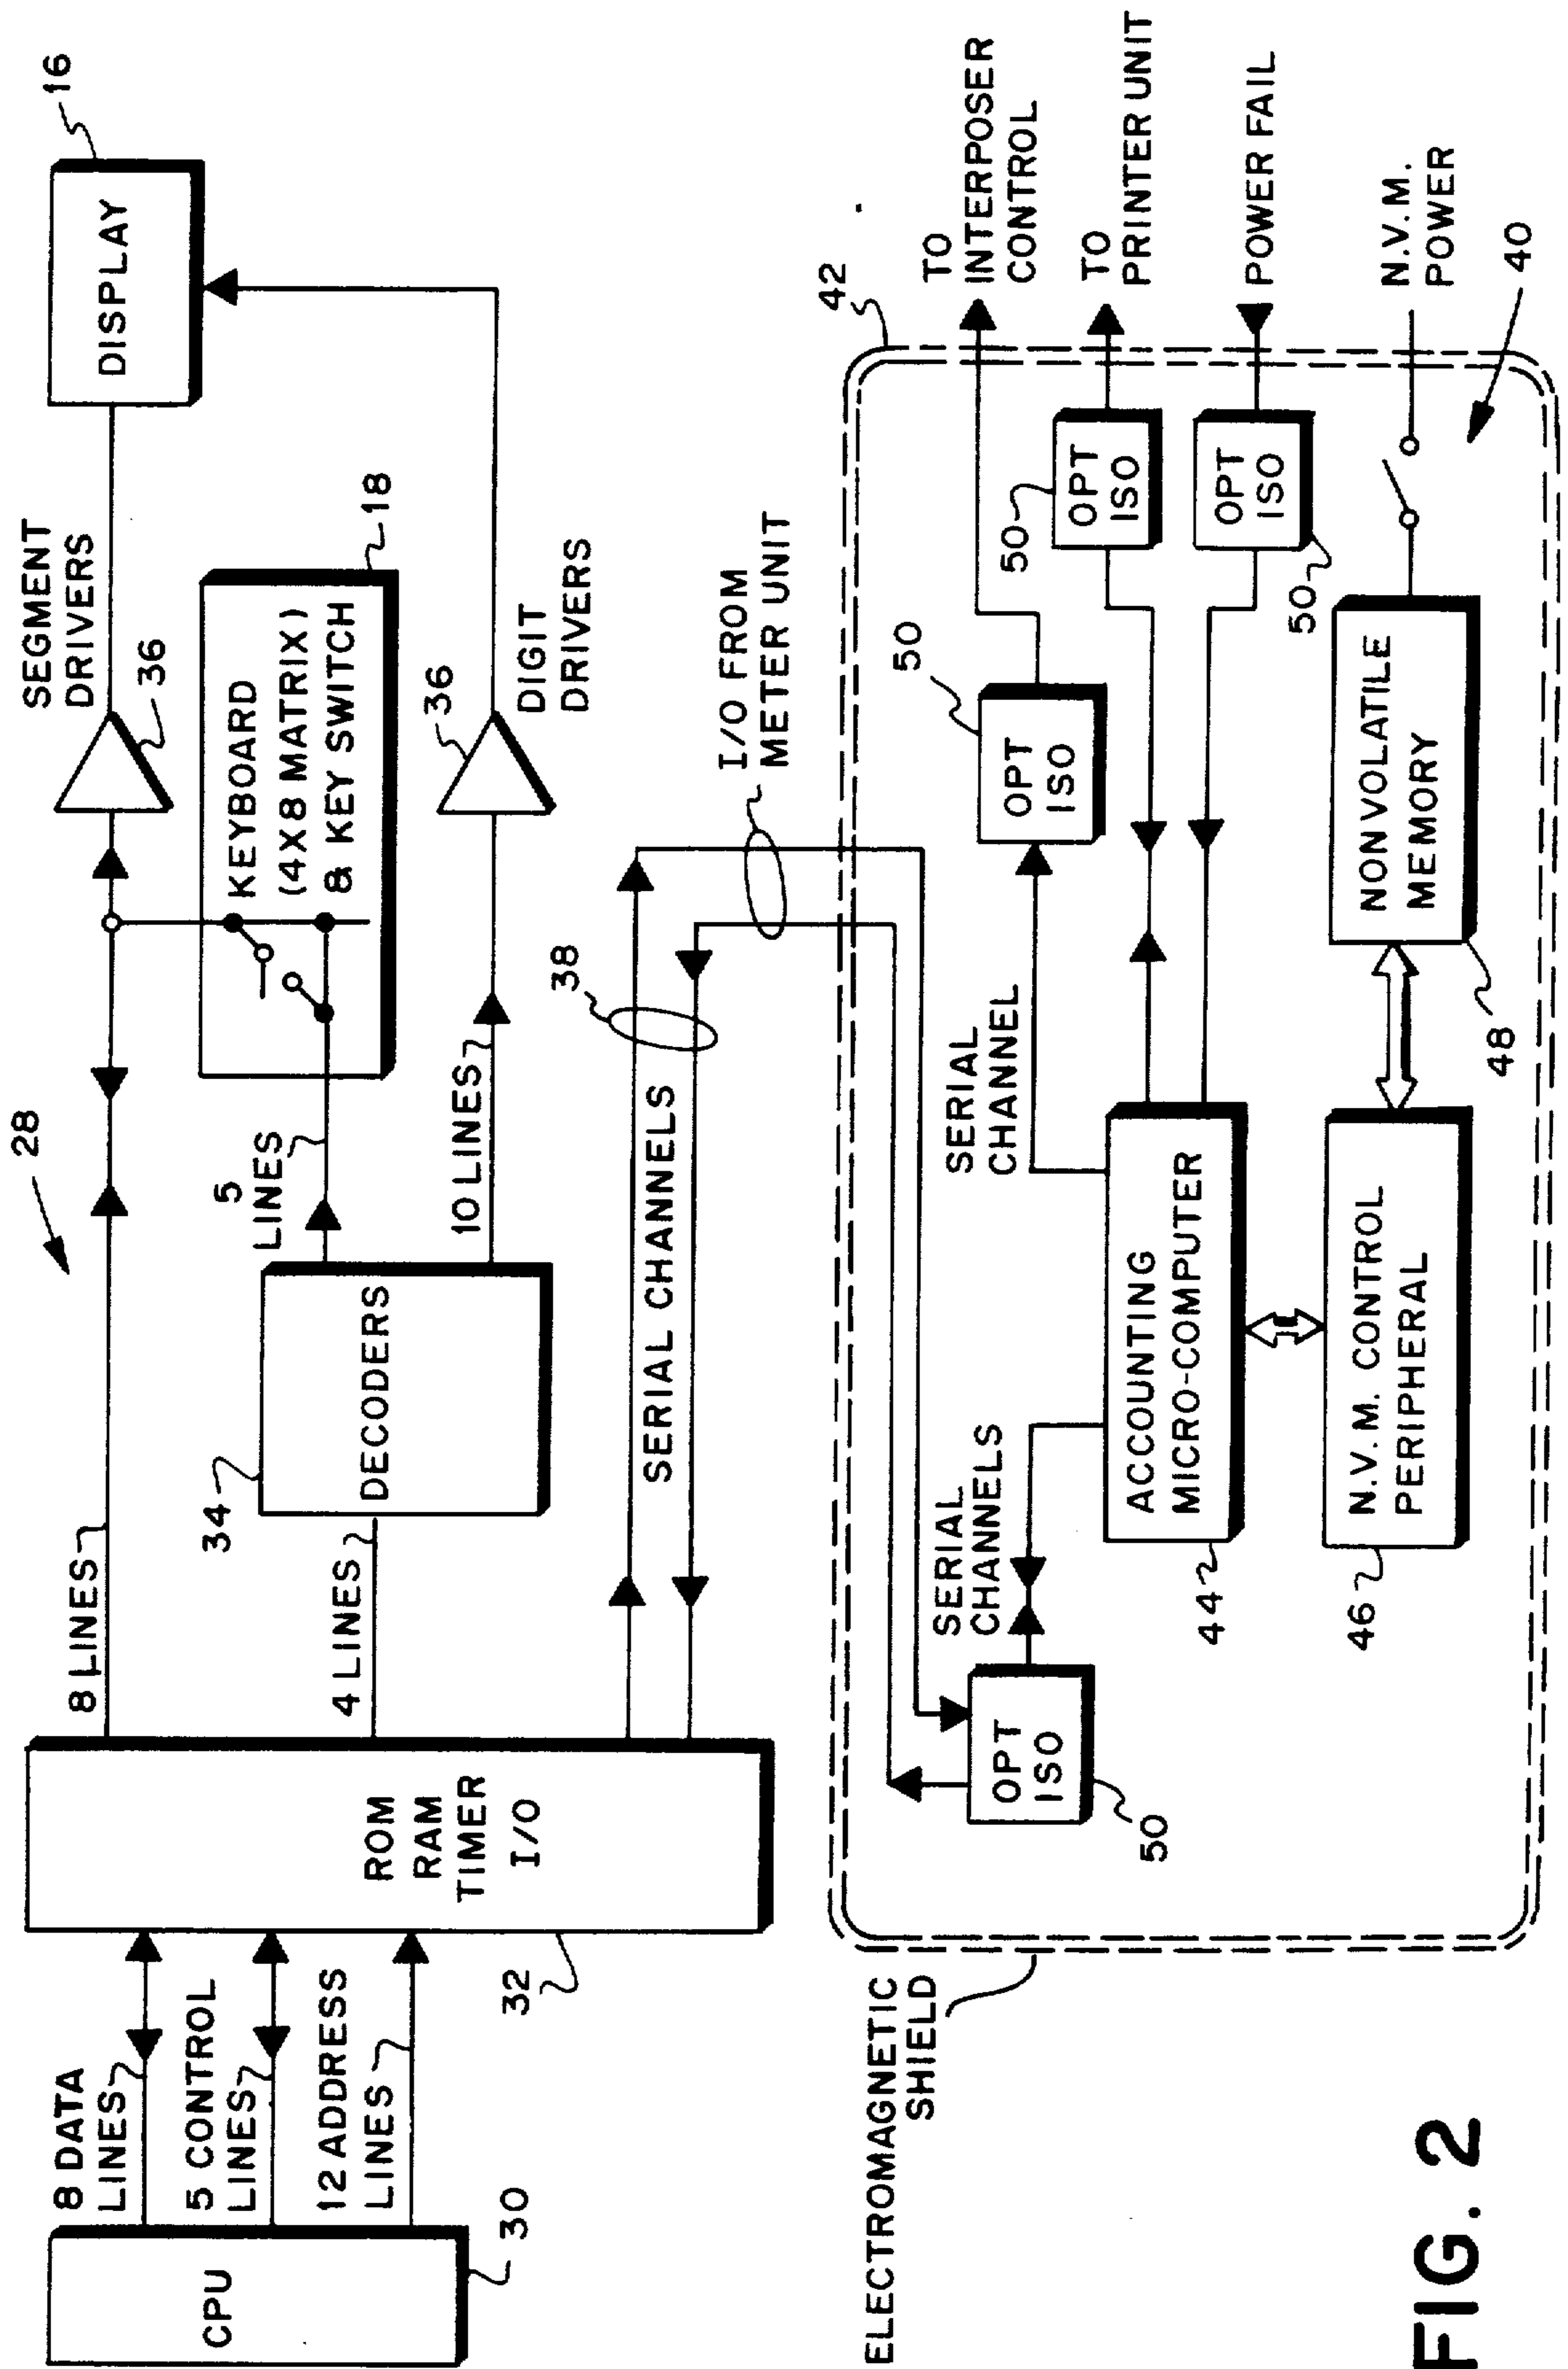 8 DATA
LINES
5 CONTROL
LINES
12 ADDRESS
LINES
CPU
30
ROM
RAM
TIMER
I/O
32
8 LINES
4 LINES
28
34
DECODERS
5
LINES
10 LINES
SEGMENT
DRIVERS
36
KEYBOARD
(4X8 MATRIX)
& KEY SWITCH
18
36
DIGIT
DRIVERS
DISPLAY
16
SERIAL CHANNELS
38
I/O FROM
METER UNIT
ELECTROMAGNETIC
SHIELD
42
OPT
ISO
50
SERIAL
CHANNELS
SERIAL
CHANNEL
OPT
ISO
50
OPT
ISO
50
OPT
ISO
50
TO
INTERPOSER
CONTROL
TO
PRINTER UNIT
POWER FAIL
N.V.M.
POWER
40
ACCOUNTING
MICRO-COMPUTER
44
N.V.M. CONTROL
PERIPHERAL
46
NONVOLATILE
MEMORY
48
FIG. 2